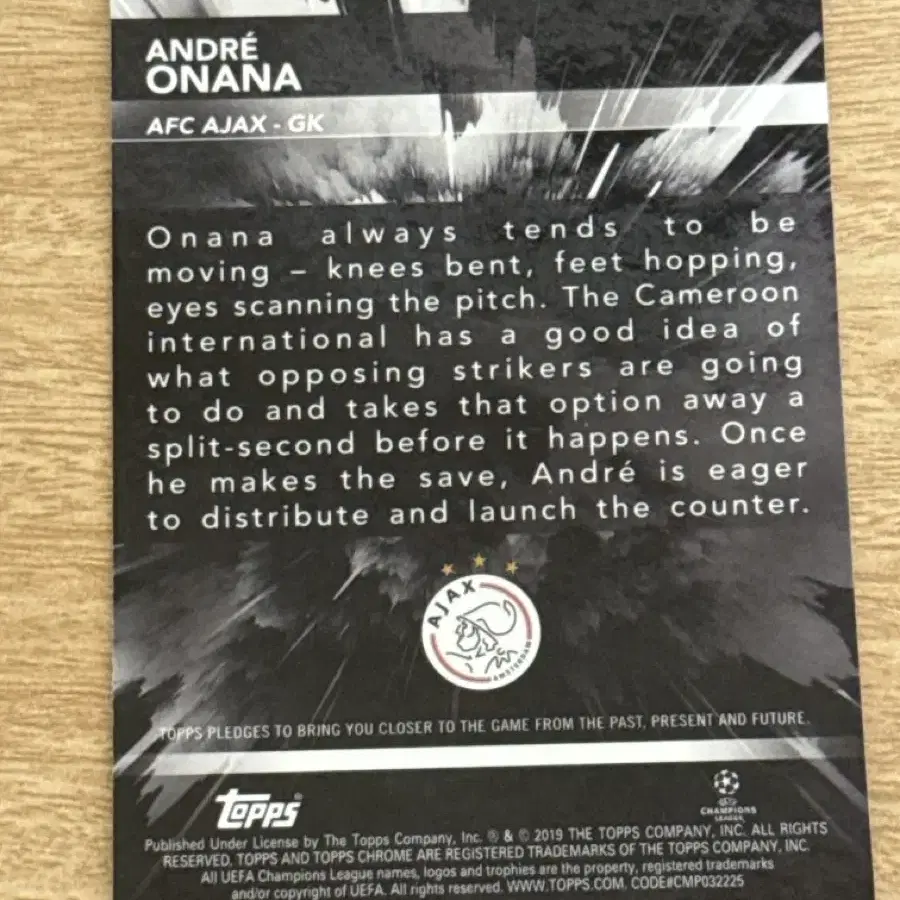 ANDRÉ
ONANA
AFC AJAX - GK
Onana always tends to be
moving – knees bent, feet hopping,
eyes scanning the pitch. The Cameroon
international has a good idea of
what opposing strikers are going
to do and takes that option away a
split-second before it happens. Once
he makes the save, André is eager
to distribute and launch the counter.
AJAX
AMSTERDAM
TOPPS PLEDGES TO BRING YOU CLOSER TO THE GAME FROM THE PAST, PRESENT AND FUTURE.
topps®
UEFA
CHAMPIONS
LEAGUE
Published Under License by The Topps Company, Inc. ® & © 2019 THE TOPPS COMPANY, INC. ALL RIGHTS
RESERVED. TOPPS AND TOPPS CHROME ARE REGISTERED TRADEMARKS OF THE TOPPS COMPANY, INC.
All UEFA Champions League names, logos and trophies are the property, registered trademarks
and/or copyright of UEFA. All rights reserved. WWW.TOPPS.COM. CODE#CMP032225